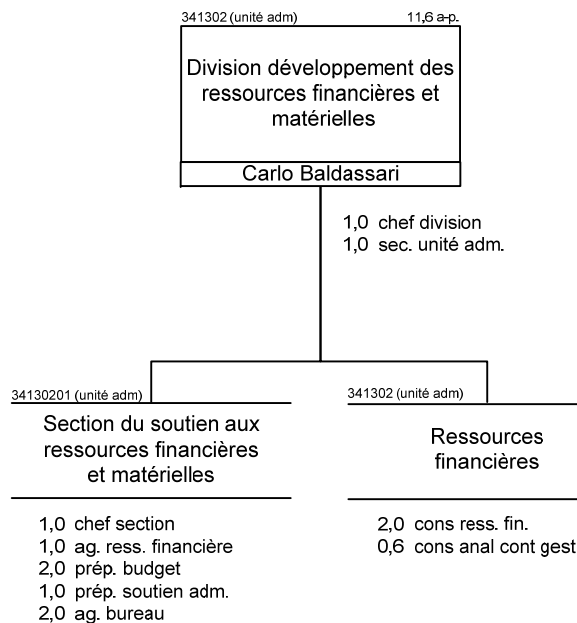 341302 (unité adm) 11,6 a-p.
Division développement des
ressources financières et
matérielles
Carlo Baldassari
1,0 chef division
1,0 sec. unité adm.
34130201 (unité adm)
Section du soutien aux
ressources financières
et matérielles
1,0 chef section
1,0 ag. ress. financière
2,0 prép. budget
1,0 prép. soutien adm.
2,0 ag. bureau
341302 (unité adm)
Ressources
financières
2,0 cons ress. fin.
0,6 cons anal cont gest